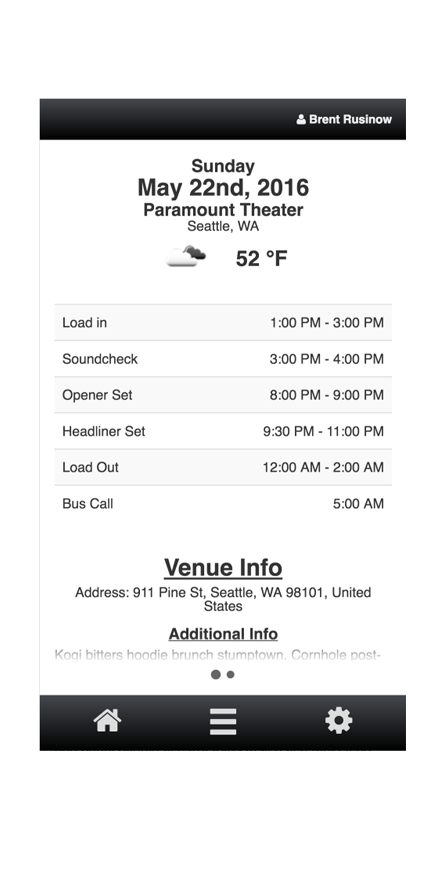 Brent Rusinow
Sunday
May 22nd, 2016
Paramount Theater
Seattle, WA
52 °F
Load in 1:00 PM - 3:00 PM
Soundcheck 3:00 PM - 4:00 PM
Opener Set 8:00 PM - 9:00 PM
Headliner Set 9:30 PM - 11:00 PM
Load Out 12:00 AM - 2:00 AM
Bus Call 5:00 AM
Venue Info
Address: 911 Pine St, Seattle, WA 98101, United
States
Additional Info
Kogi bitters hoodie brunch stumptown. Cornhole post-